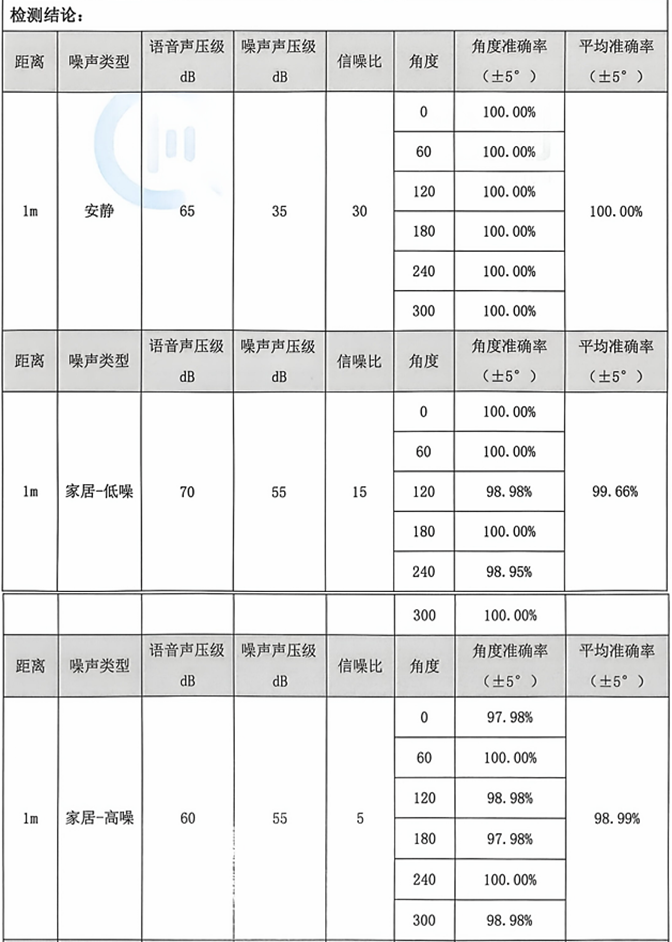 检测结论：
距离 噪声类型 语音声压级 dB 噪声声压级 dB 信噪比 角度 角度准确率 （±5°） 平均准确率 （±5°）
1m 安静 65 35 30 0 100.00% 100.00%
60 100.00%
120 100.00%
180 100.00%
240 100.00%
300 100.00%
距离 噪声类型 语音声压级 dB 噪声声压级 dB 信噪比 角度 角度准确率 （±5°） 平均准确率 （±5°）
1m 家居-低噪 70 55 15 0 100.00% 99.66%
60 100.00%
120 98.98%
180 100.00%
240 98.95%
300 100.00%
距离 噪声类型 语音声压级 dB 噪声声压级 dB 信噪比 角度 角度准确率 （±5°） 平均准确率 （±5°）
1m 家居-高噪 60 55 5 0 97.98% 98.99%
60 100.00%
120 98.98%
180 97.98%
240 100.00%
300 98.98%